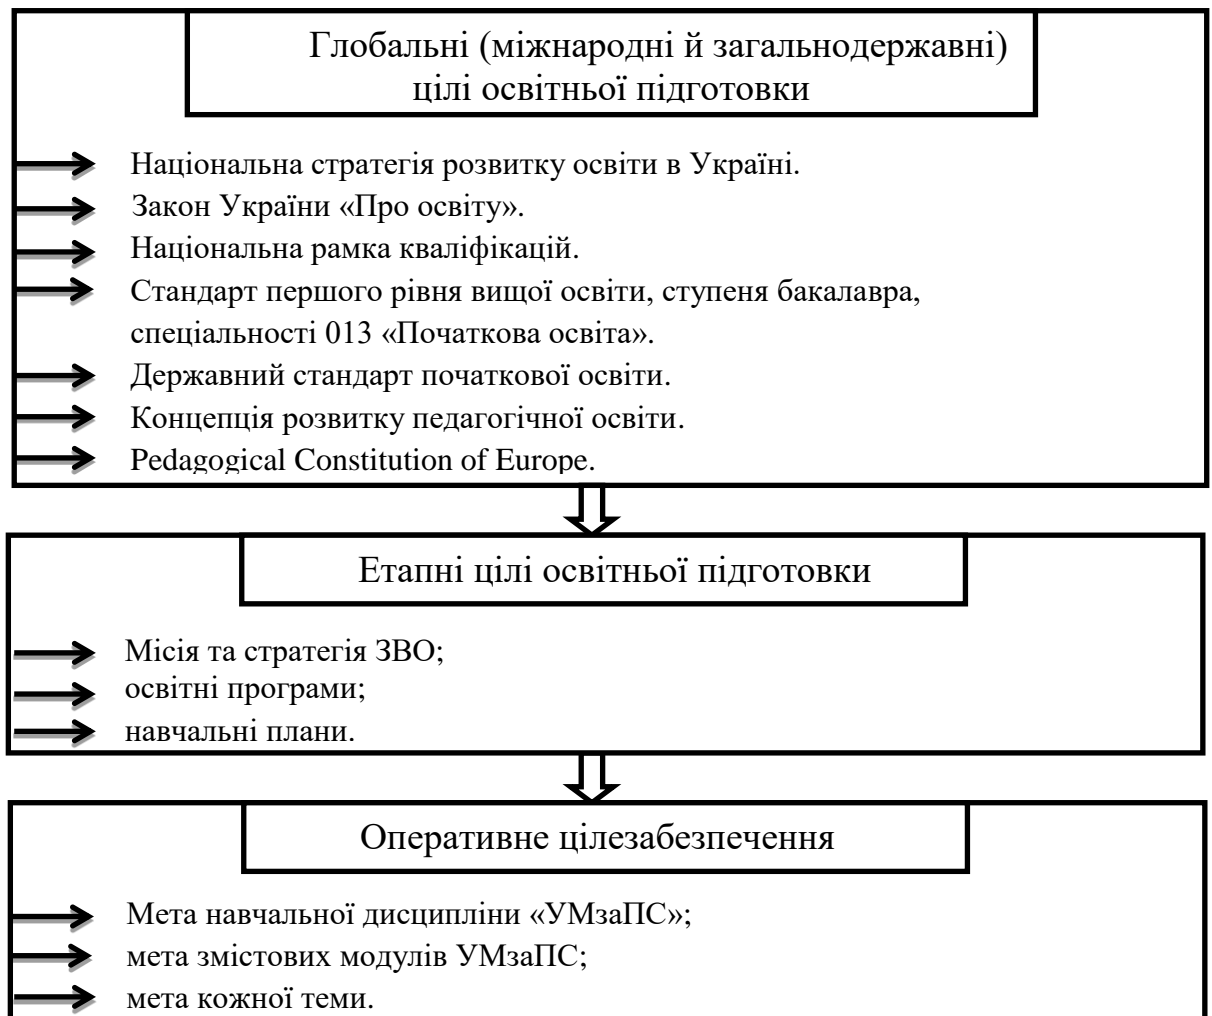 Глобальні (міжнародні й загальнодержавні)
цілі освітньої підготовки
Національна стратегія розвитку освіти в Україні.
Закон України «Про освіту».
Національна рамка кваліфікацій.
Стандарт першого рівня вищої освіти, ступеня бакалавра,
спеціальності 013 «Початкова освіта».
Державний стандарт початкової освіти.
Концепція розвитку педагогічної освіти.
Pedagogical Constitution of Europe.
Етапні цілі освітньої підготовки
Місія та стратегія ЗВО;
освітні програми;
навчальні плани.
Оперативне цілезабезпечення
Мета навчальної дисципліни «УМзаПС»;
мета змістових модулів УМзаПС;
мета кожної теми.